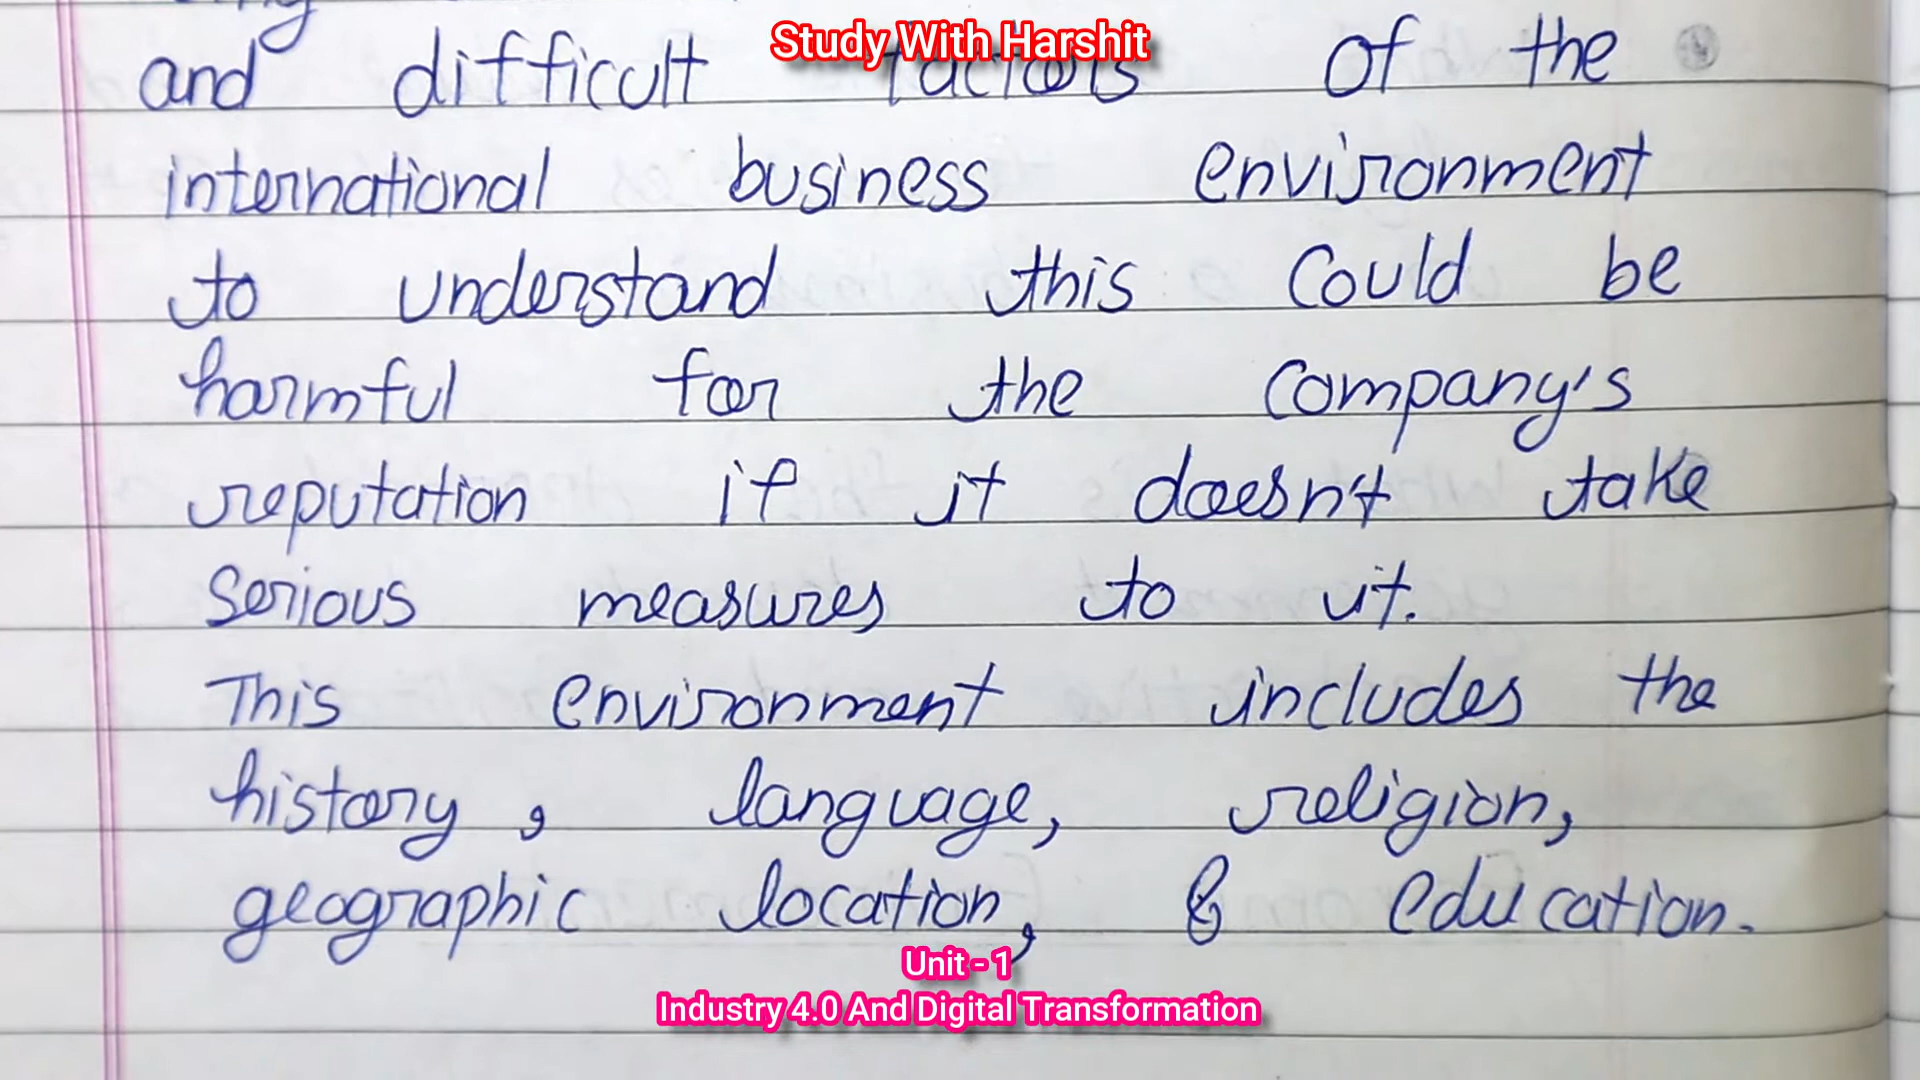 Study With Harshit
and difficult factors of the
international business environment
to understand this could be
harmful for the company's
reputation if it doesn't take
serious measures to it.
This environment includes the
history, language, religion,
geographic location, & education.
Unit - 1
Industry 4.0 And Digital Transformation